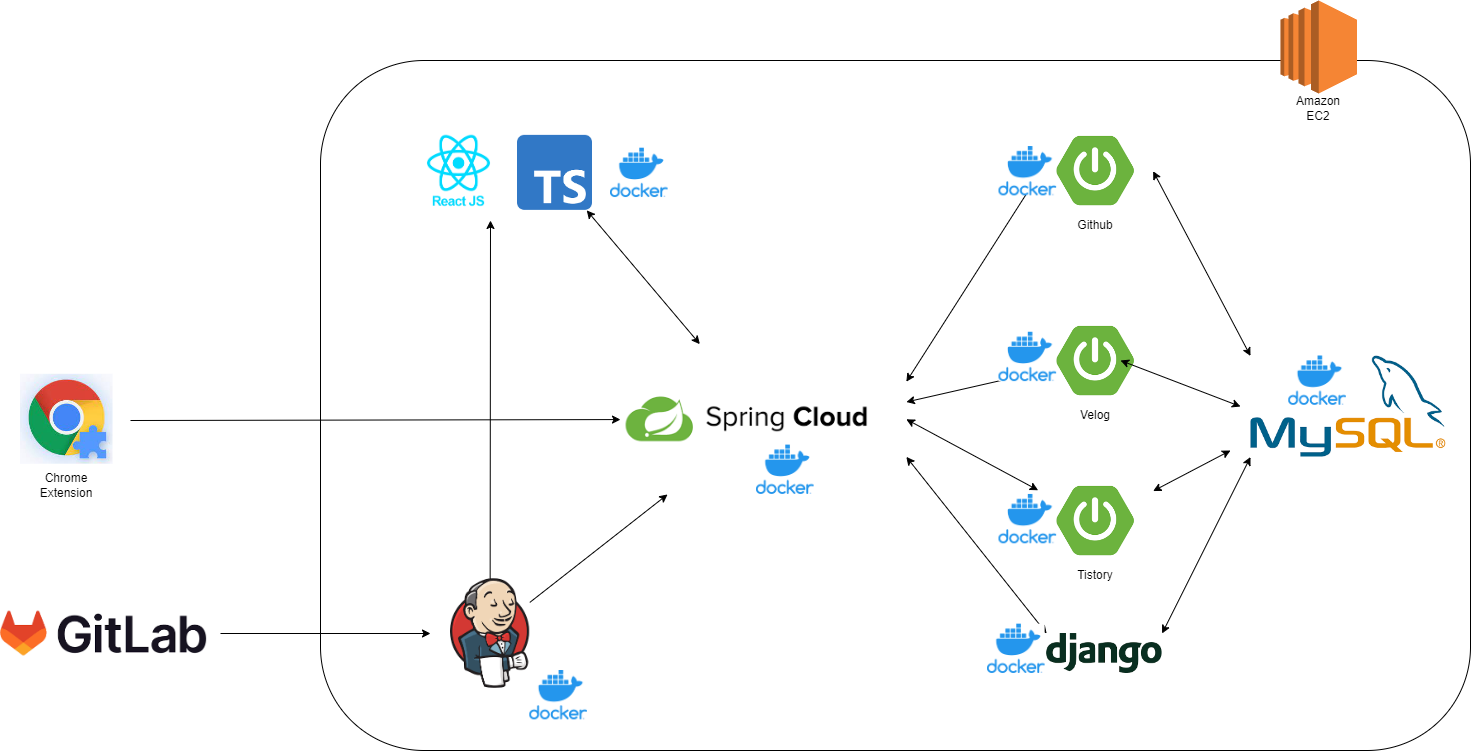 Amazon
EC2
React JS
TS
docker
docker
Github
docker
Velog
docker
MySQL®
Chrome
Extension
Spring Cloud
docker
docker
Tistory
GitLab
docker
django
docker